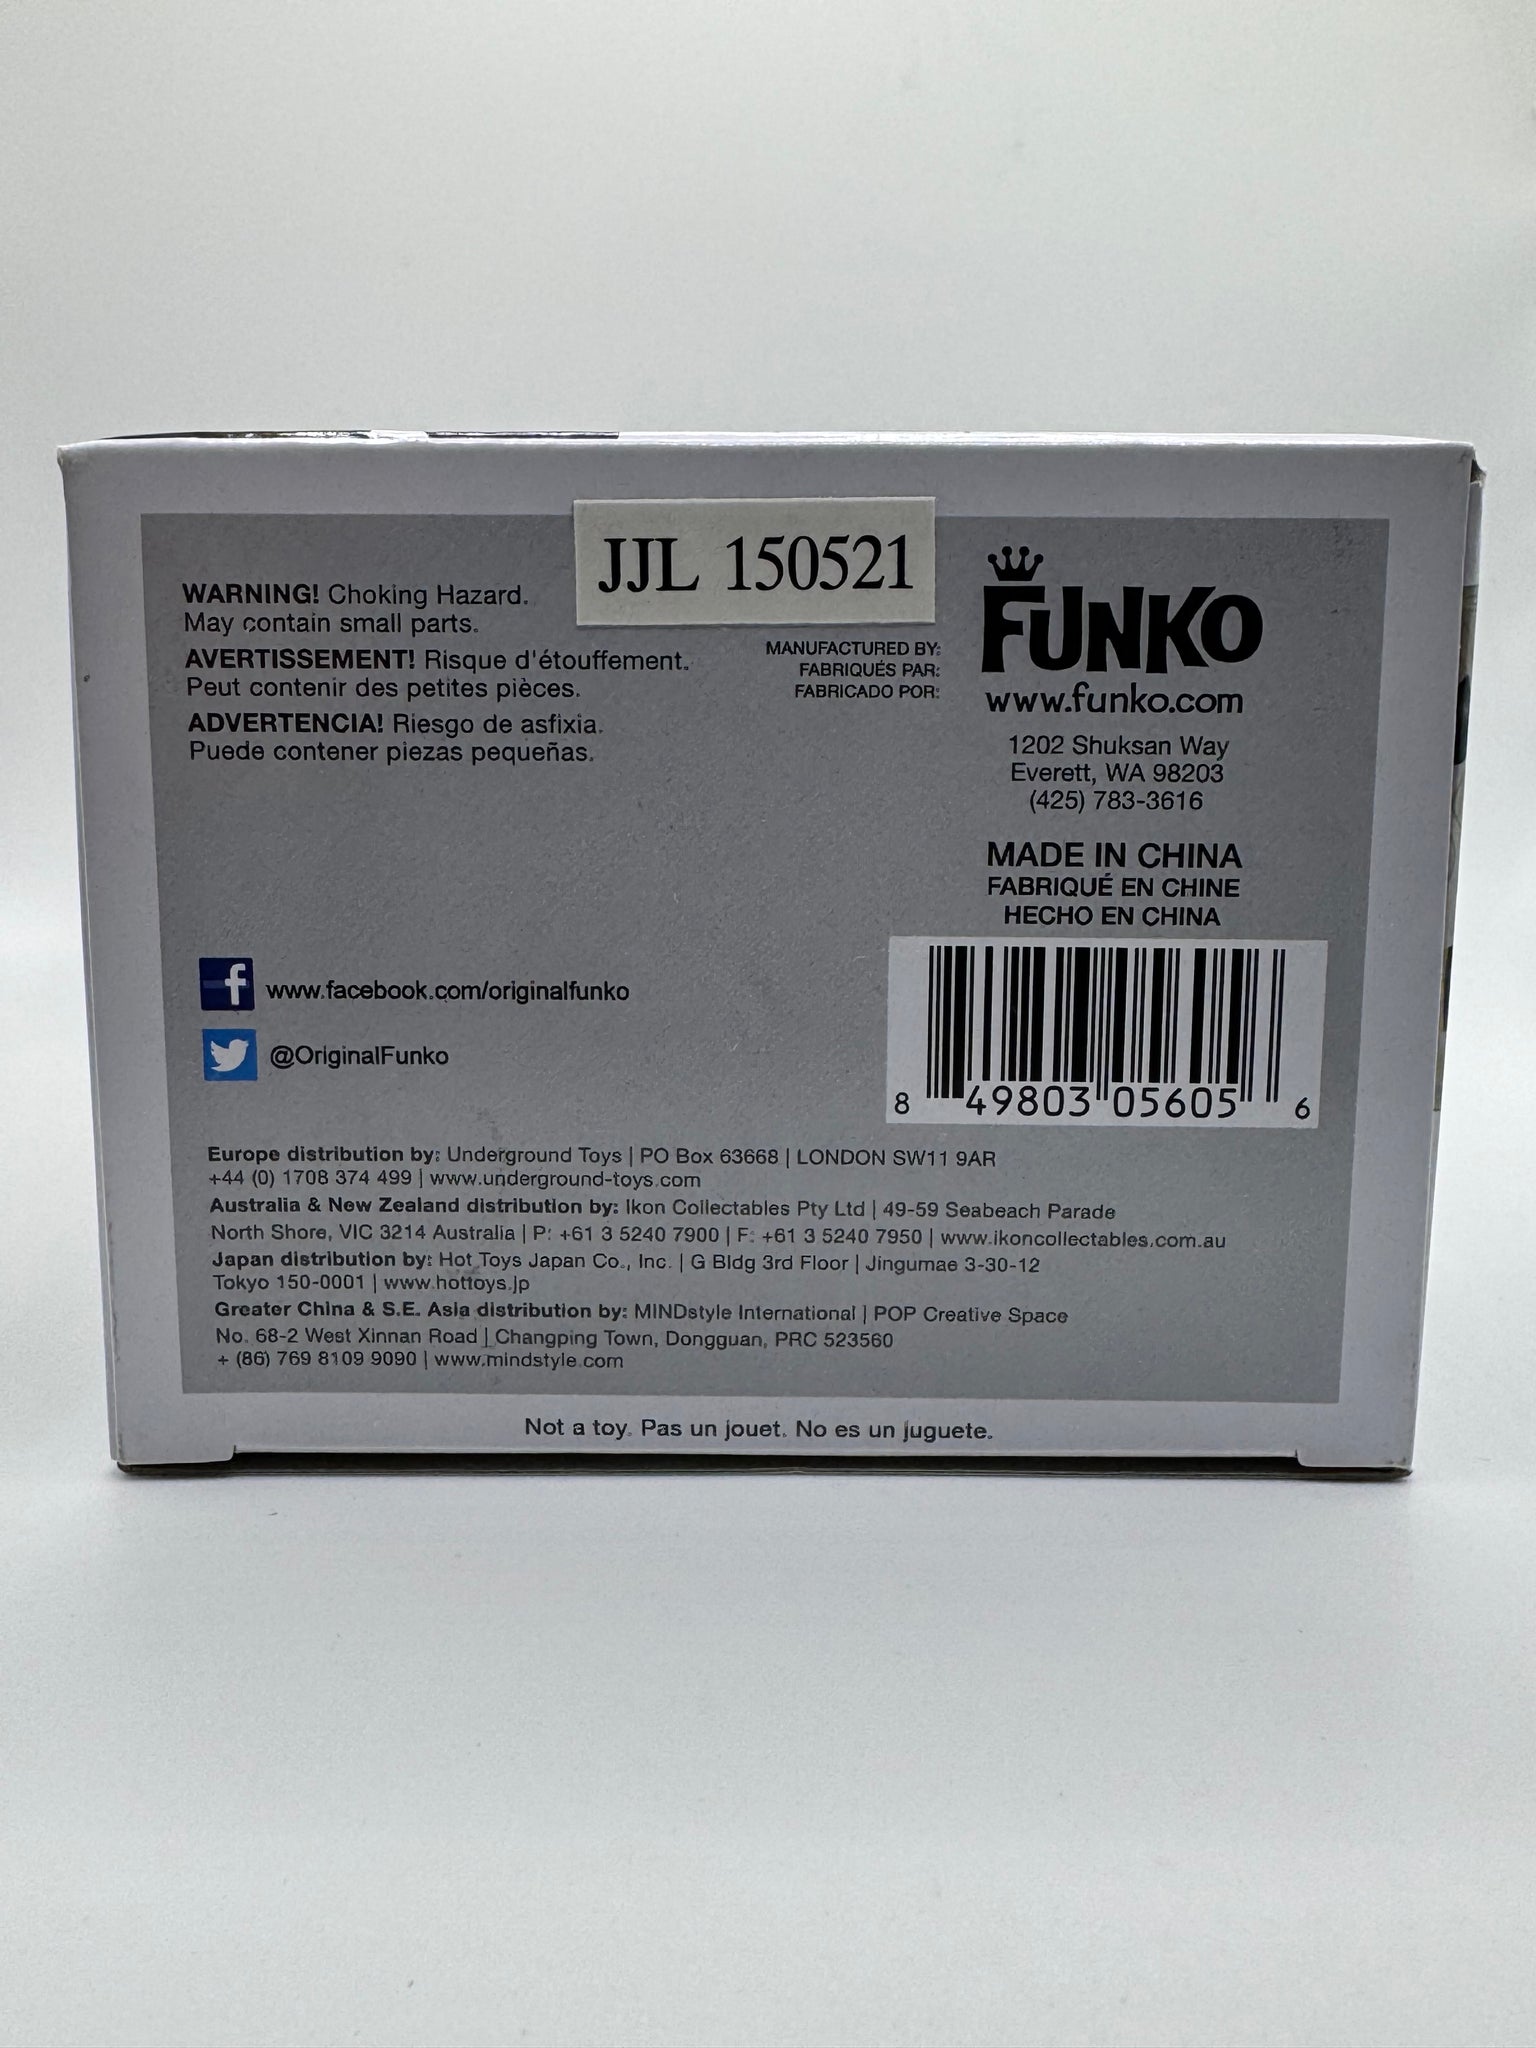 JJL 150521
WARNING! Choking Hazard.
May contain small parts.
AVERTISSEMENT! Risque d'étouffement.
Peut contenir des petites pièces.
ADVERTENCIA! Riesgo de asfixia.
Puede contener piezas pequeñas.
MANUFACTURED BY:
FABRIQUÉS PAR:
FABRICADO POR:
FUNKO
www.funko.com
1202 Shuksan Way
Everett, WA 98203
(425) 783-3616
MADE IN CHINA
FABRIQUÉ EN CHINE
HECHO EN CHINA
f www.facebook.com/originalfunko
@OriginalFunko
8 49803 05605 6
Europe distribution by: Underground Toys | PO Box 63668 | LONDON SW11 9AR
+44 (0) 1708 374 499 | www.underground-toys.com
Australia & New Zealand distribution by: Ikon Collectables Pty Ltd | 49-59 Seabeach Parade
North Shore, VIC 3214 Australia | P: +61 3 5240 7900 | F: +61 3 5240 7950 | www.ikoncollectables.com.au
Japan distribution by: Hot Toys Japan Co., Inc. | G Bldg 3rd Floor | Jingumae 3-30-12
Tokyo 150-0001 | www.hottoys.jp
Greater China & S.E. Asia distribution by: MINDstyle International | POP Creative Space
No. 68-2 West Xinnan Road | Changping Town, Dongguan, PRC 523560
+ (86) 769 8109 9090 | www.mindstyle.com
Not a toy. Pas un jouet. No es un juguete.